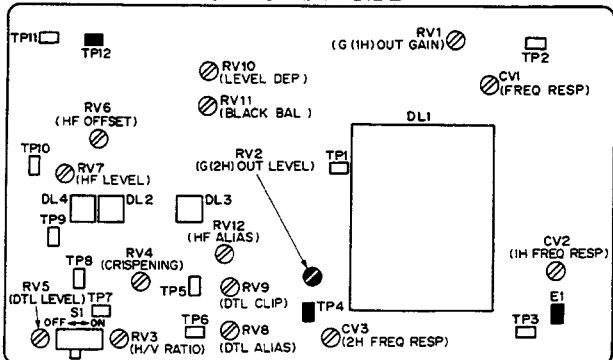 TP11
TP12
RV1
(G(1H)OUT GAIN)
TP2
RV10
(LEVEL DEP)
CV1
(FREQ RESP)
RV6
(HF OFFSET)
RV11
(BLACK BAL)
DL1
TP10
RV7
(HF LEVEL)
RV2
(G(2H)OUT LEVEL)
TP1
DL4
DL2
DL3
TP9
RV12
(HF ALIAS)
TP8
RV4
(CRISPENING)
CV2
(1H FREQ RESP)
RV5
(DTL LEVEL)
TP7
TP5
RV9
(DTL CLIP)
TP4
E1
S1
OFF ON
RV3
(H/V RATIO)
TP6
RV8
(DTL ALIAS)
CV3
(2H FREQ RESP)
TP3